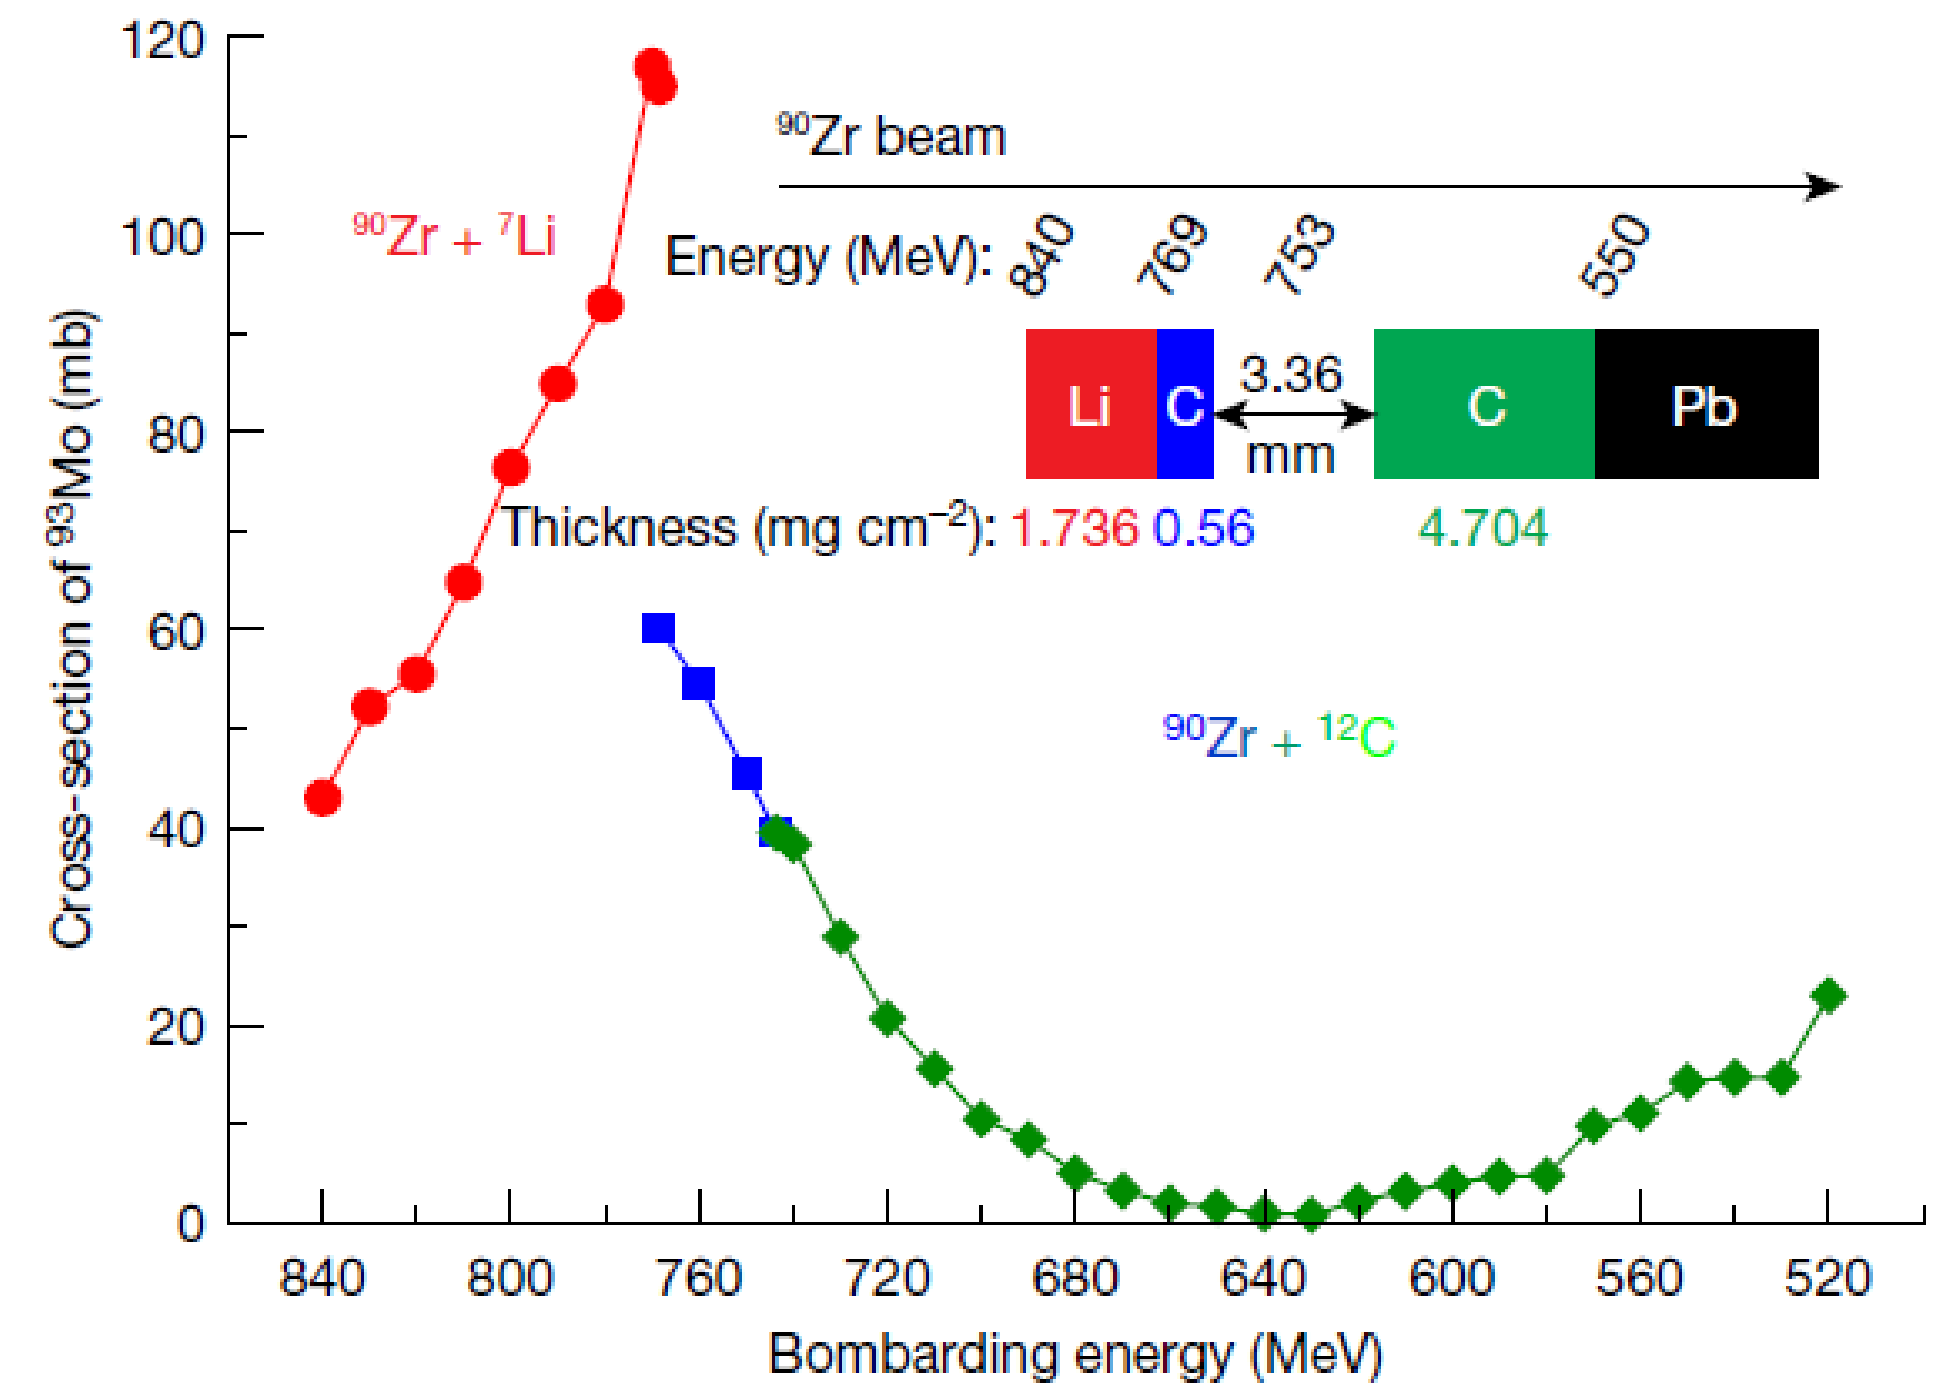 120
100
80
60
40
20
0
Cross-section of ⁹³Mo (mb)
⁹⁰Zr + ⁷Li
⁹⁰Zr beam
Energy (MeV): 840 769 753 550
Li C 3.36 mm C Pb
Thickness (mg cm⁻²): 1.736 0.56 4.704
⁹⁰Zr + ¹²C
840 800 760 720 680 640 600 560 520
Bombarding energy (MeV)